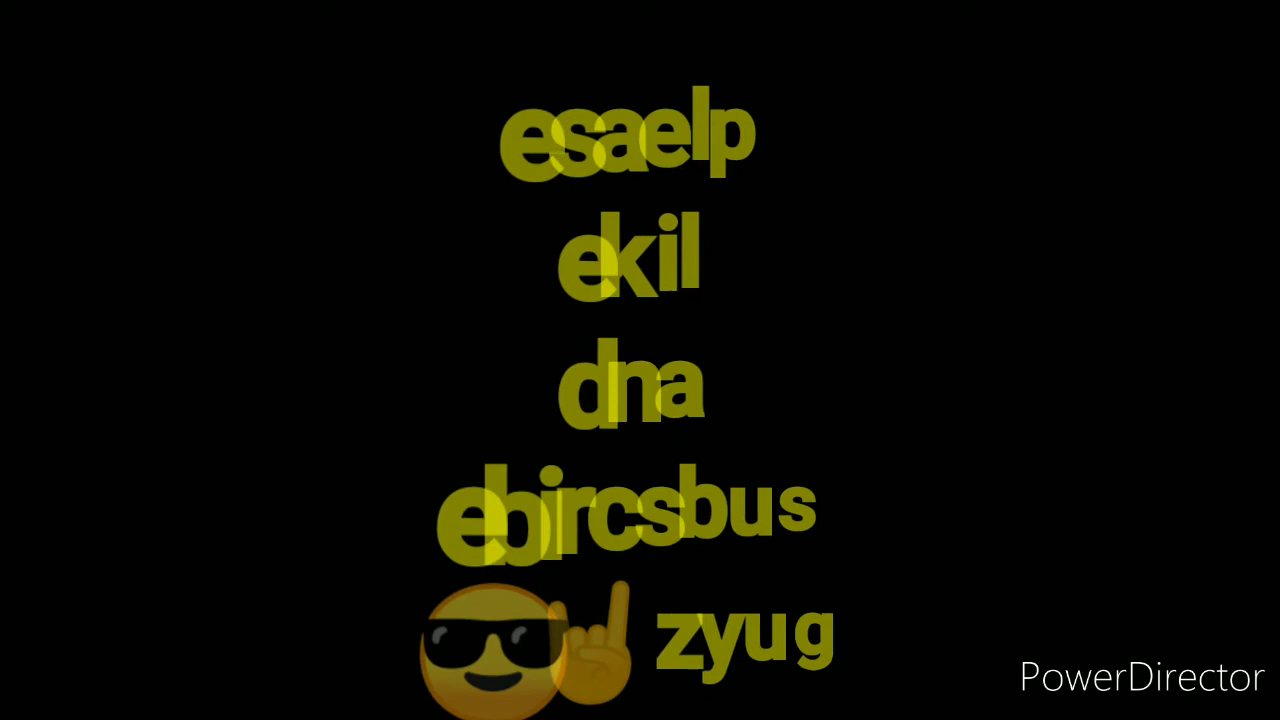 esaelp
ekil
dna
ebircsbus
😎🤘 zyug
PowerDirector